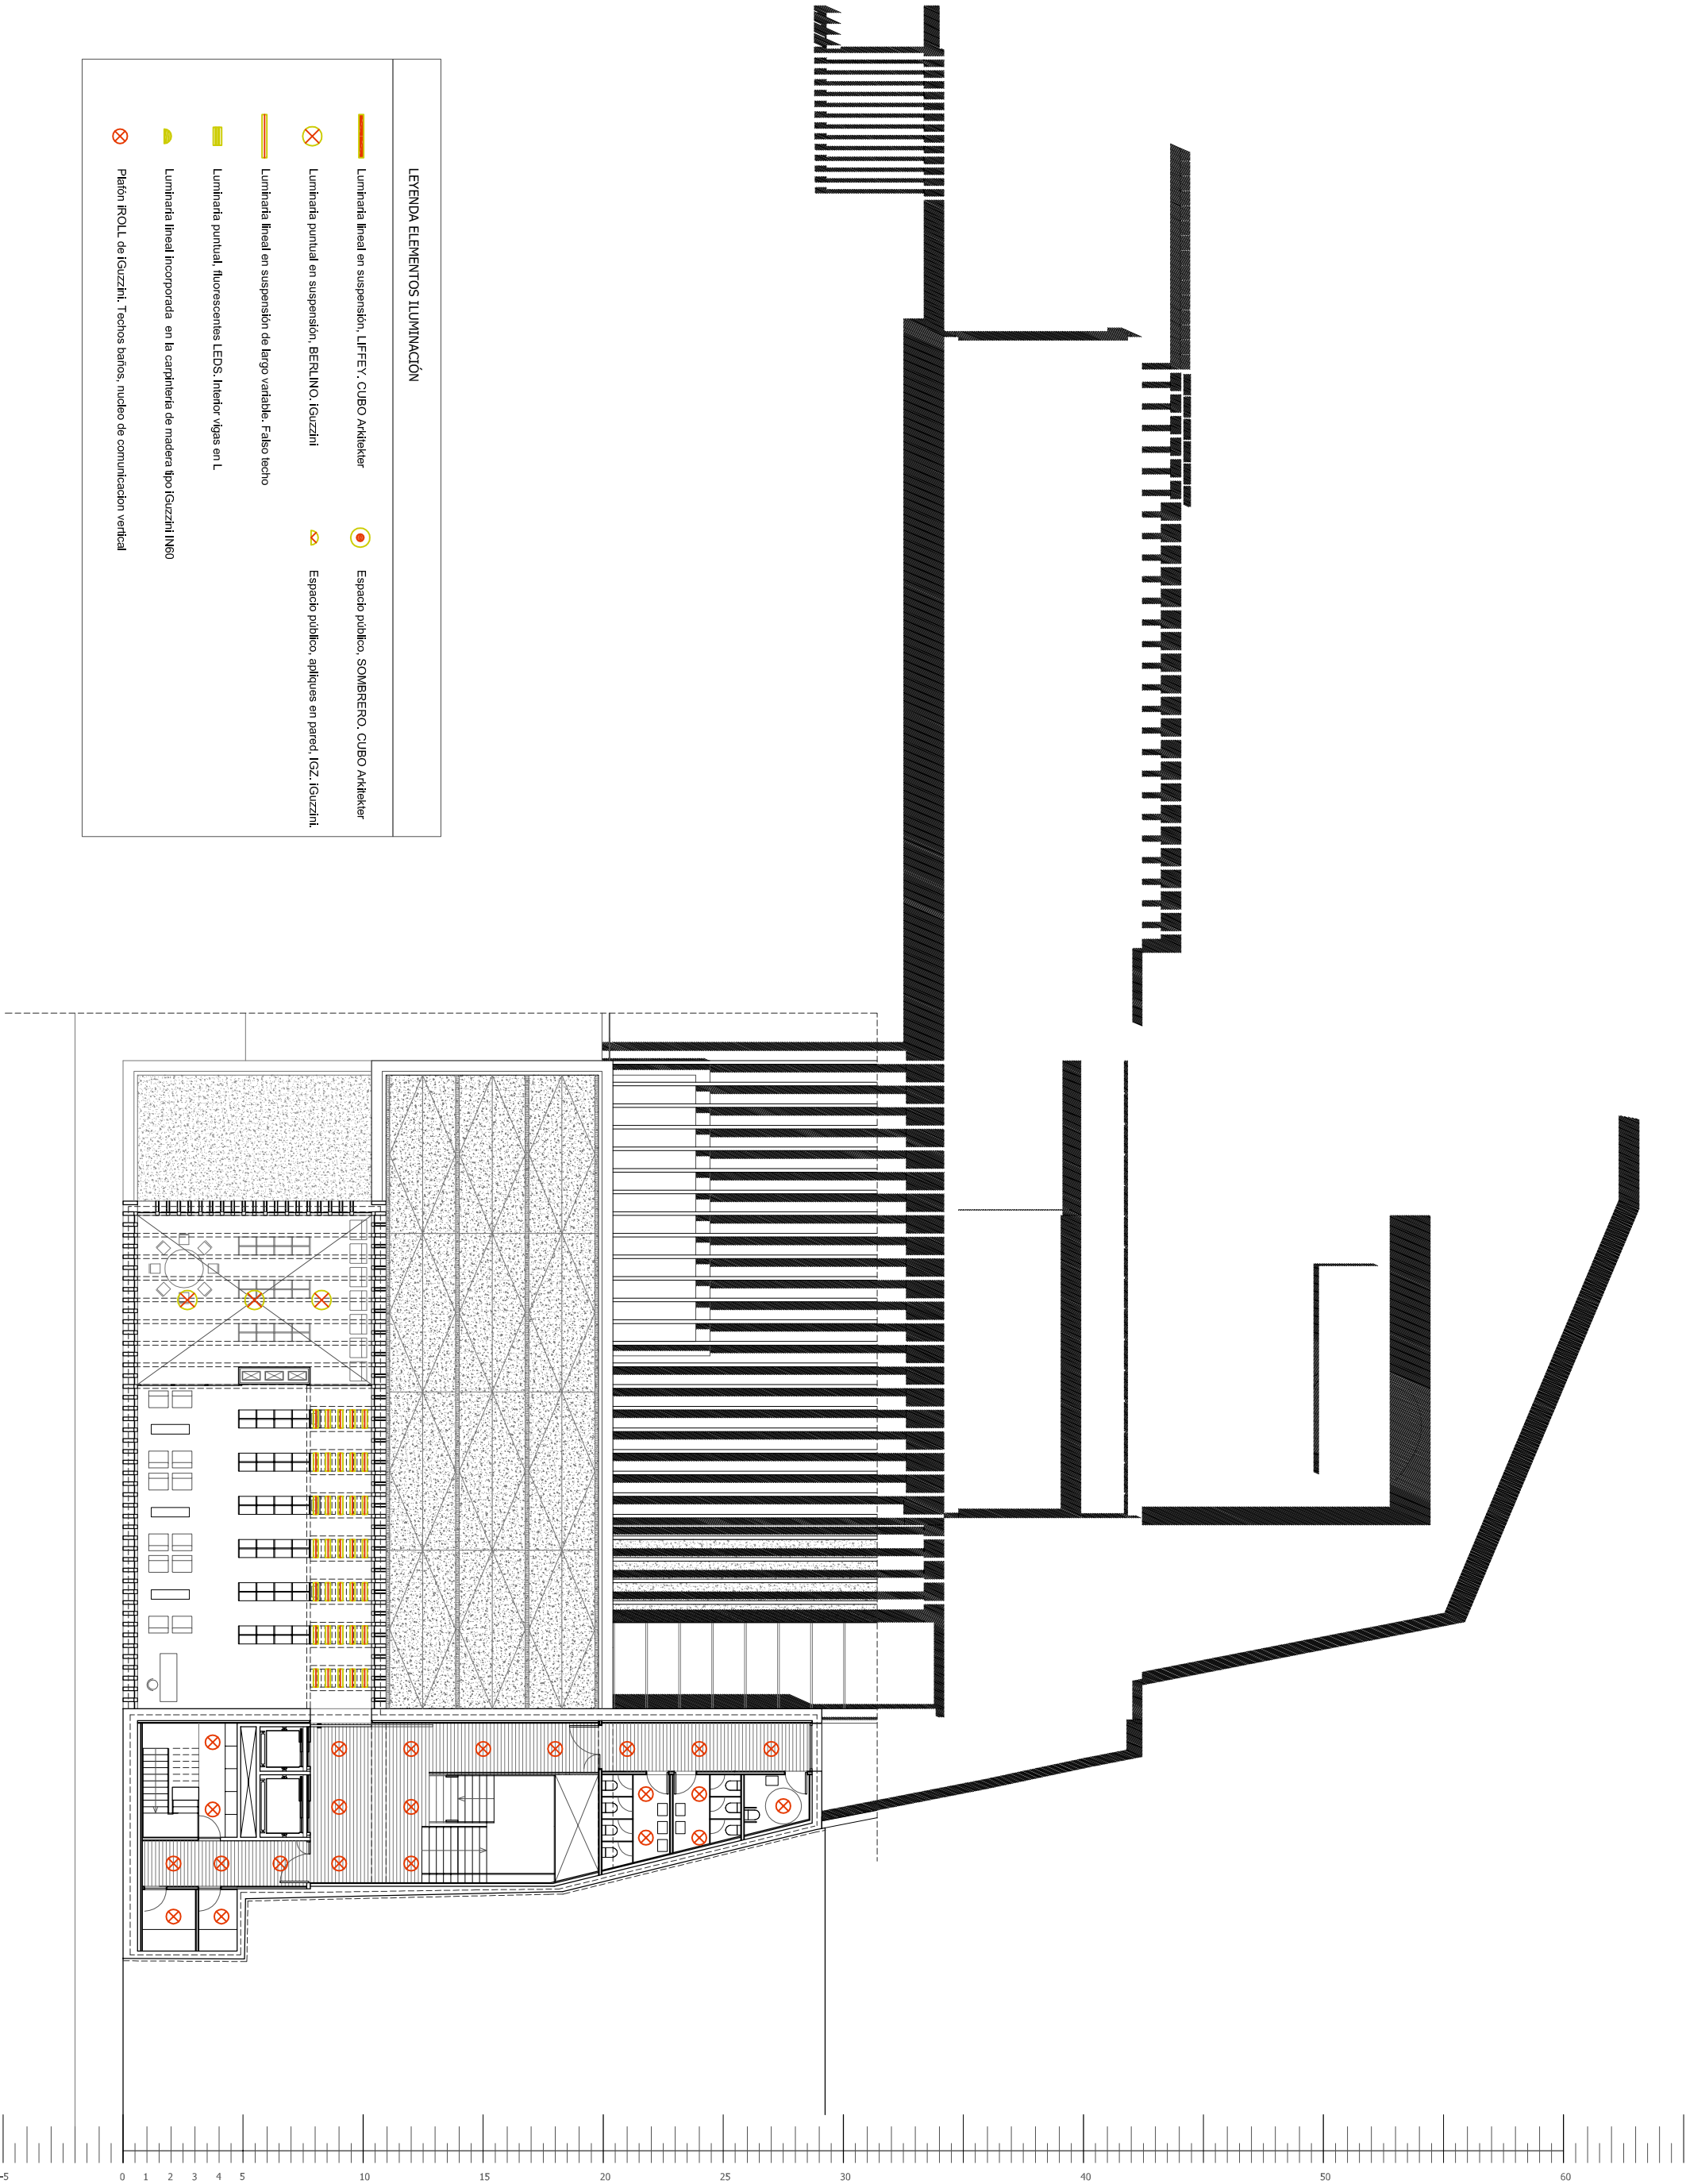 LEYENDA ELEMENTOS ILUMINACIÓN
Luminaria lineal en suspensión, LIFFEY. CUBO Arkitekter
Luminaria puntual en suspensión, BERLINO. iGuzzini
Luminaria lineal en suspensión de largo variable. Falso techo
Luminaria puntual, fluorescentes LEDS. Interior vigas en L
Luminaria lineal incorporada en la carpintería de madera tipo iGuzzini IN60
Plafón iROLL de iGuzzini. Techos baños, nucleo de comunicacion vertical
Espacio público, SOMBRERO. CUBO Arkitekter
Espacio público, apliques en pared, IGZ. iGuzzini.
-5 0 1 2 3 4 5 10 15 20 25 30 40 50 60